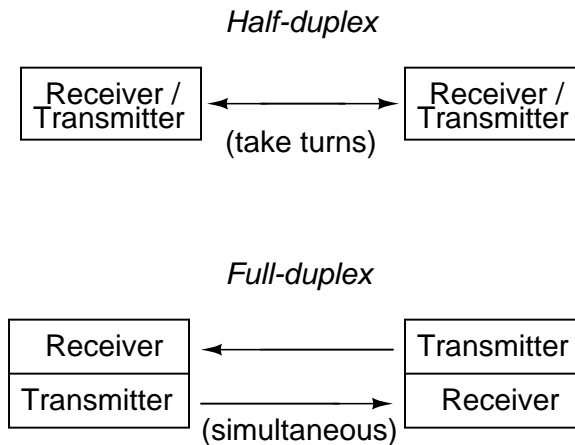 Half-duplex
Receiver /
Transmitter
Receiver /
Transmitter
(take turns)
Full-duplex
Receiver
Transmitter
Transmitter
Receiver
(simultaneous)